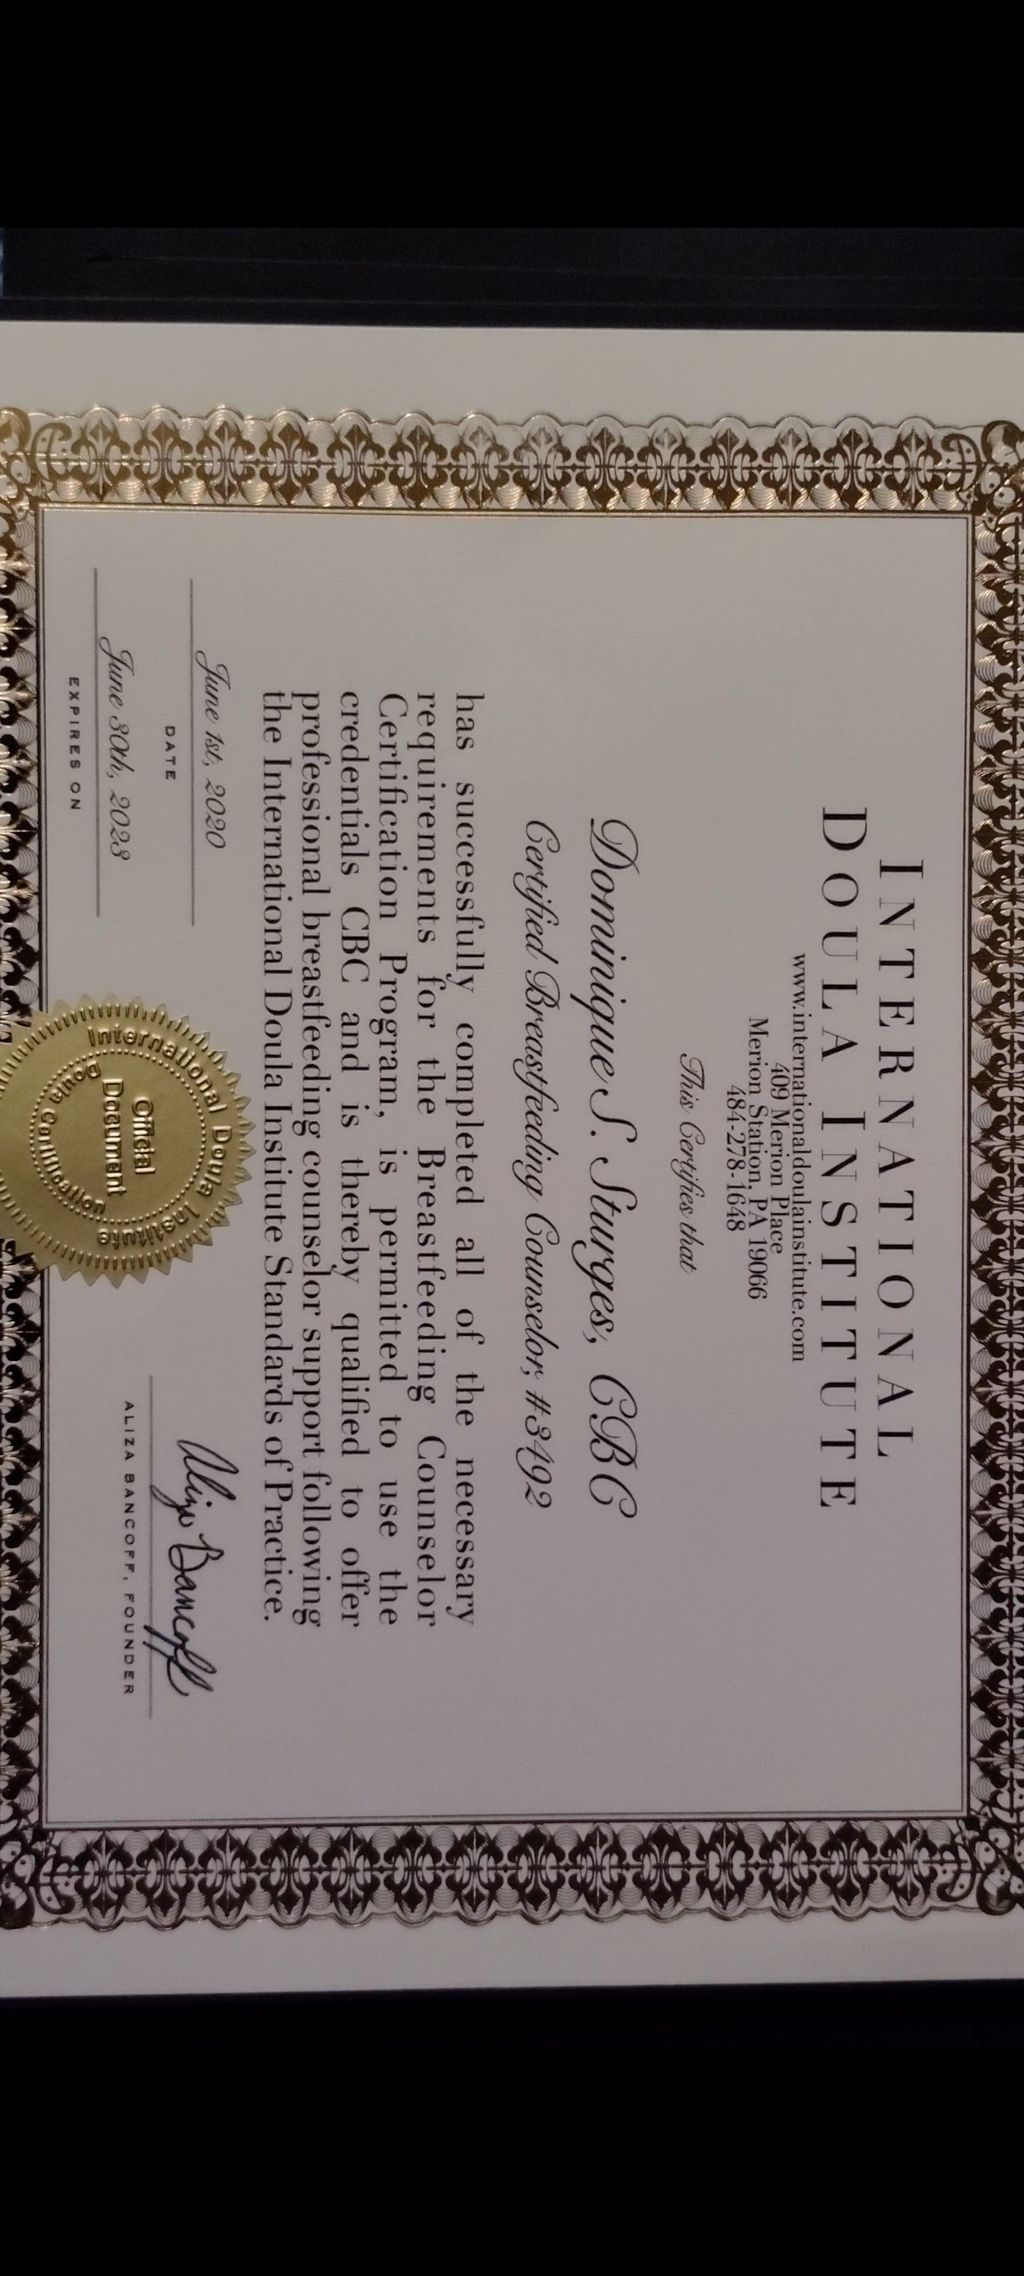 INTERNATIONAL
DOULA INSTITUTE
www.internationaldoulainstitute.com
409 Merion Place
Merion Station, PA 19066
484-278-1648
This Certifies that
Dominique S. Sturges, CBC
Certified Breastfeeding Counselor, #3492
has successfully completed all of the necessary
requirements for the Breastfeeding Counselor
Certification Program, is permitted to use the
credentials CBC and is thereby qualified to offer
professional breastfeeding counselor support following
the International Doula Institute Standards of Practice.
June 1st, 2020
DATE
June 30th, 2023
EXPIRES ON
International Doula Institute
Official
Document
Doula Certification
Aliza Bancoff
ALIZA BANCOFF, FOUNDER